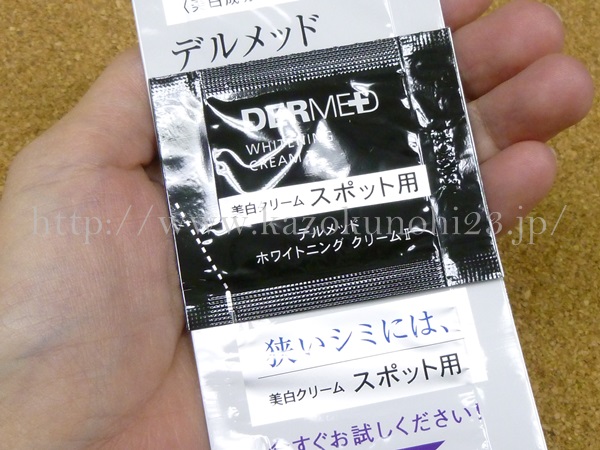 デルメッド
DERMED
WHITENING
CREAM
美白クリーム スポット用
http://www.kazokunohi23.jp/
デルメッド
ホワイトニング クリームⅡ
狭いシミには、
美白クリーム スポット用
すぐお試しください!